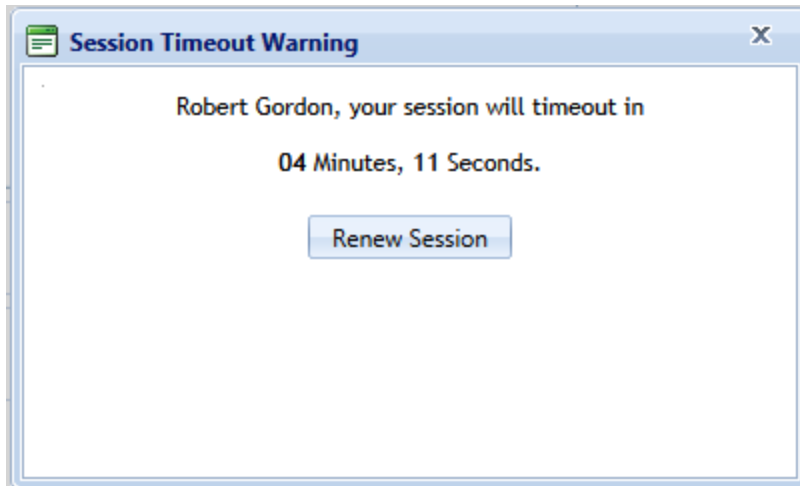 Session Timeout Warning
Robert Gordon, your session will timeout in
04 Minutes, 11 Seconds.
Renew Session